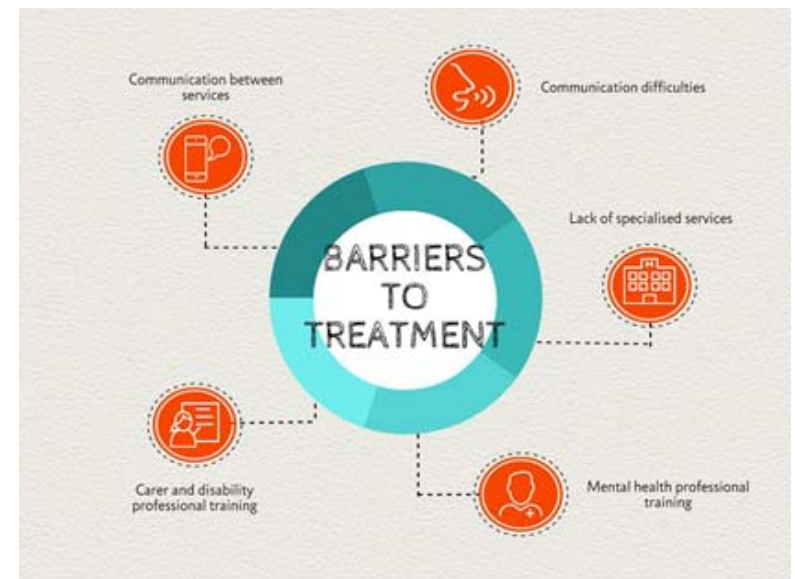 Communication between
services
Communication difficulties
Lack of specialised services
BARRIERS
TO
TREATMENT
Carer and disability
professional training
Mental health professional
training